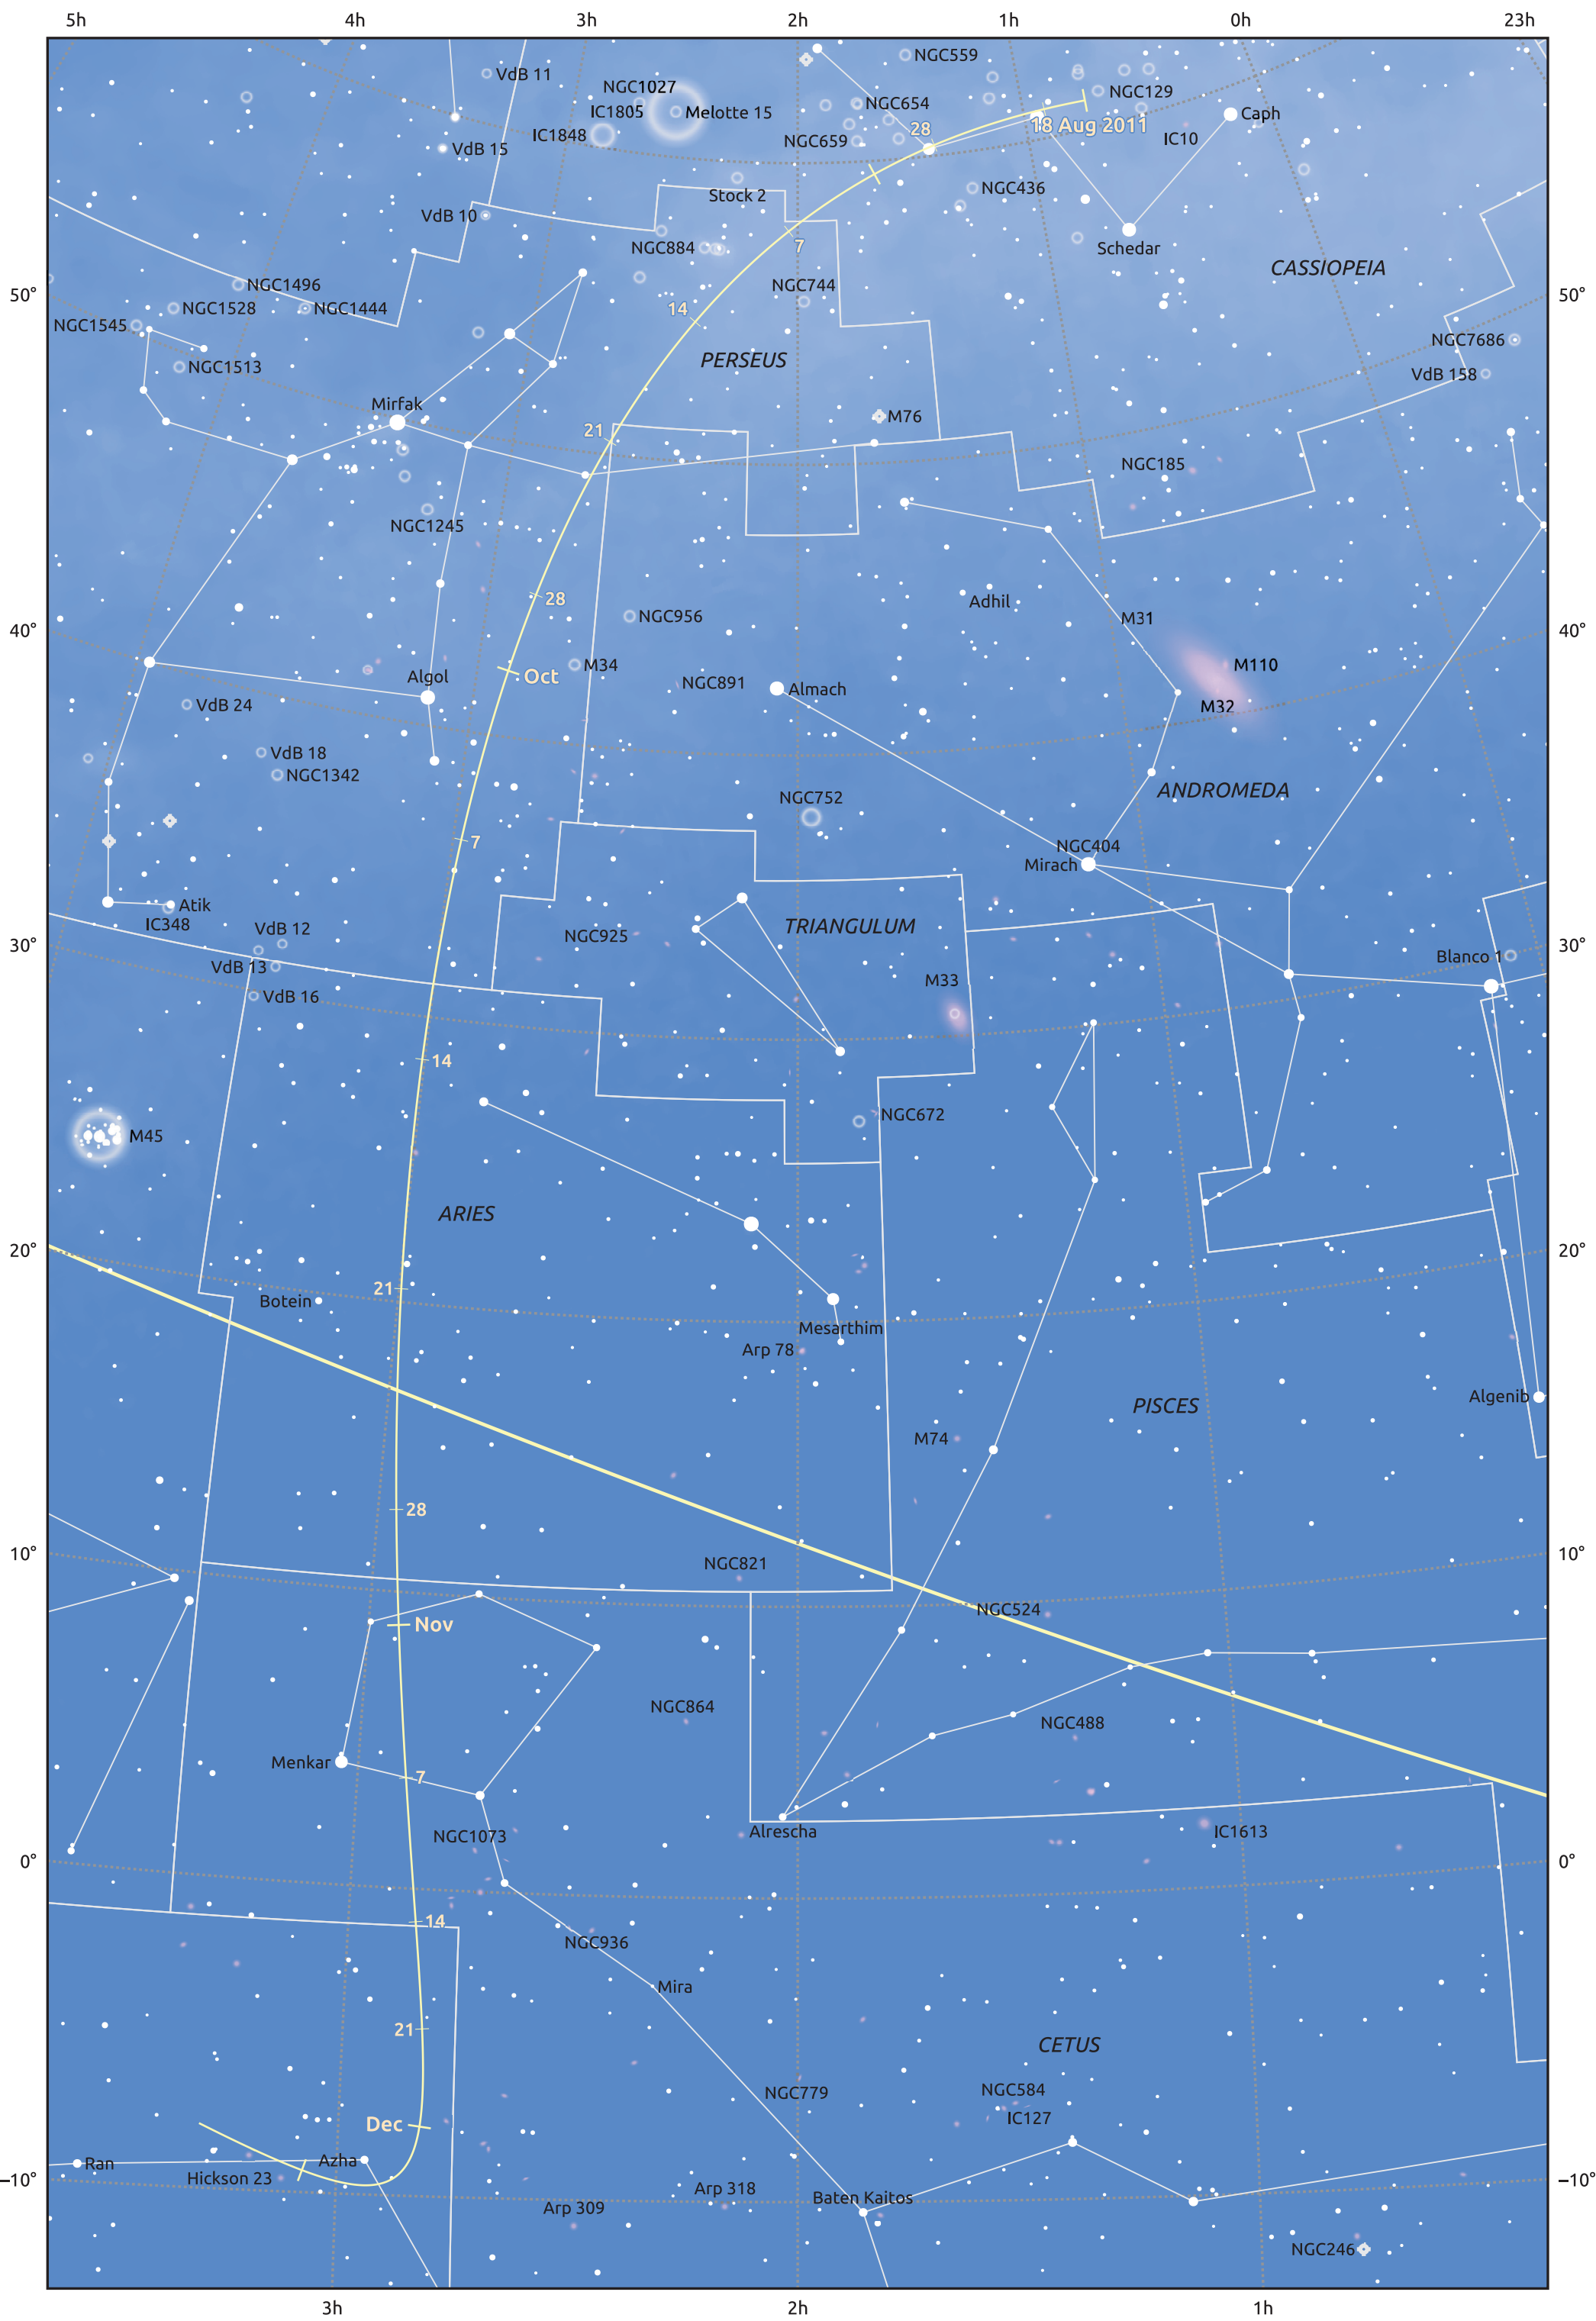 5h 4h 3h 2h 1h 0h 23h
NGC559
VdB 11
NGC1027
NGC129
IC1805
Melotte 15
NGC654
Caph
28
18 Aug 2011
IC1848
NGC659
IC10
VdB 15
NGC436
Stock 2
VdB 10
7
NGC884
Schedar
CASSIOPEIA
NGC1496
NGC744
50°
50°
NGC1528
NGC1444
14
NGC1545
NGC7686
PERSEUS
NGC1513
VdB 158
Mirfak
M76
21
NGC185
NGC1245
28
Adhil
NGC956
M31
40°
40°
M34
M110
Algol
Oct
NGC891
Almach
VdB 24
M32
VdB 18
NGC1342
ANDROMEDA
NGC752
7
NGC404
Mirach
Atik
IC348
VdB 12
TRIANGULUM
NGC925
30°
30°
Blanco 1
VdB 13
M33
VdB 16
14
NGC672
M45
ARIES
20°
20°
21
Botein
Mesarthim
Arp 78
Algenib
PISCES
M74
28
10°
10°
NGC821
NGC524
Nov
NGC864
NGC488
Menkar
7
Alrescha
NGC1073
IC1613
0°
0°
14
NGC936
Mira
21
CETUS
NGC779
NGC584
IC127
Dec
Azha
Ran
Hickson 23
−10°
−10°
Arp 318
Baten Kaitos
Arp 309
NGC246
3h 2h 1h